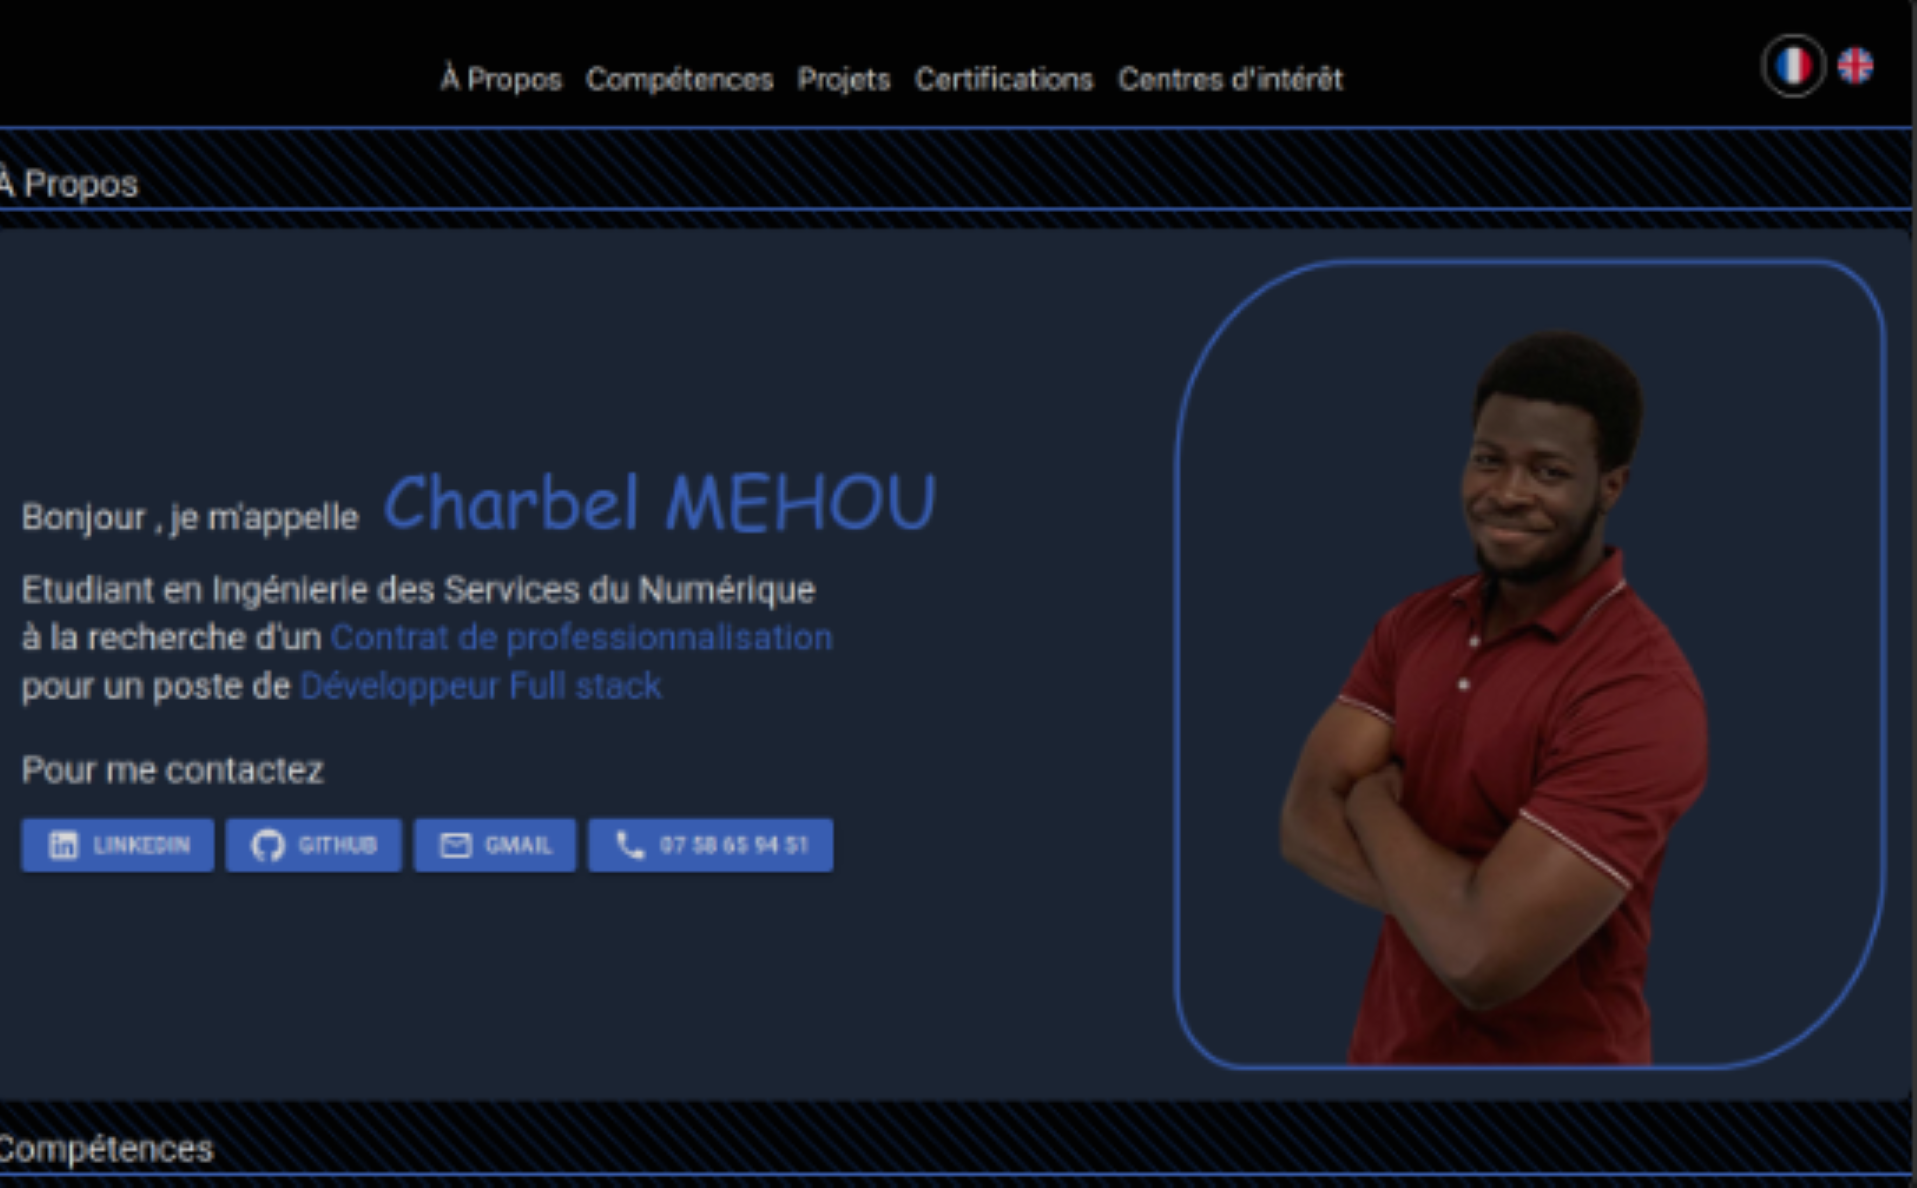 À Propos Compétences Projets Certifications Centres d'intérêt
À Propos
Bonjour , je m'appelle Charbel MEHOU
Etudiant en Ingénierie des Services du Numérique
à la recherche d'un Contrat de professionnalisation
pour un poste de Développeur Full stack
Pour me contactez
LINKEDIN GITHUB GMAIL 07 58 65 94 51
Compétences